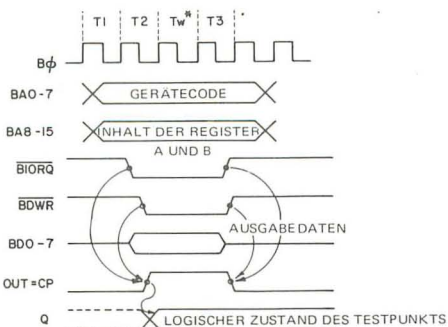 T1 T2 Tw* T3
Bϕ
BA0-7 GERÄTECODE
BA8-15 INHALT DER REGISTER
A UND B
BIORQ
BDWR
AUSGABEDATEN
BD0-7
OUT=CP
Q LOGISCHER ZUSTAND DES TESTPUNKTS